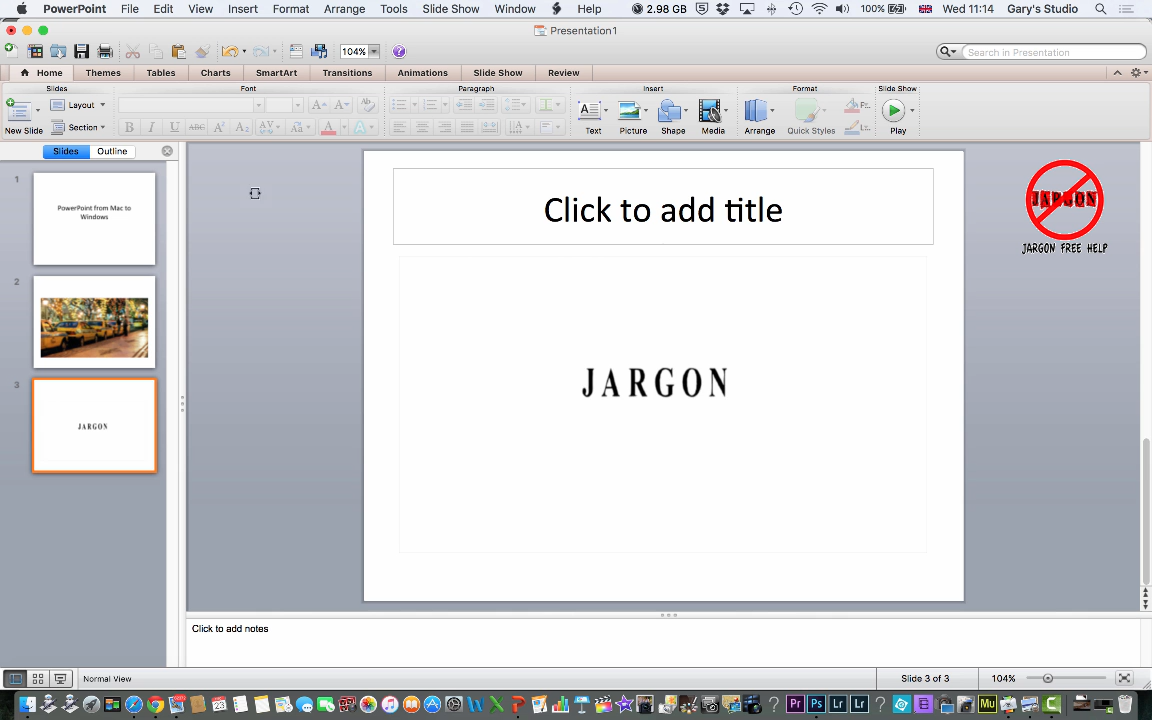 PowerPoint File Edit View Insert Format Arrange Tools Slide Show Window Help 2.98 GB 100% Wed 11:14 Gary's Studio
Presentation1
104% Search in Presentation
Home Themes Tables Charts SmartArt Transitions Animations Slide Show Review
Slides Font Paragraph Insert Format Slide Show
Layout
Section
New Slide Text Picture Shape Media Arrange Quick Styles Play
Slides Outline
1
PowerPoint from Mac to
Windows
2
3
JARGON
Click to add title
JARGON
JARGON
JARGON FREE HELP
Click to add notes
Normal View Slide 3 of 3 104%